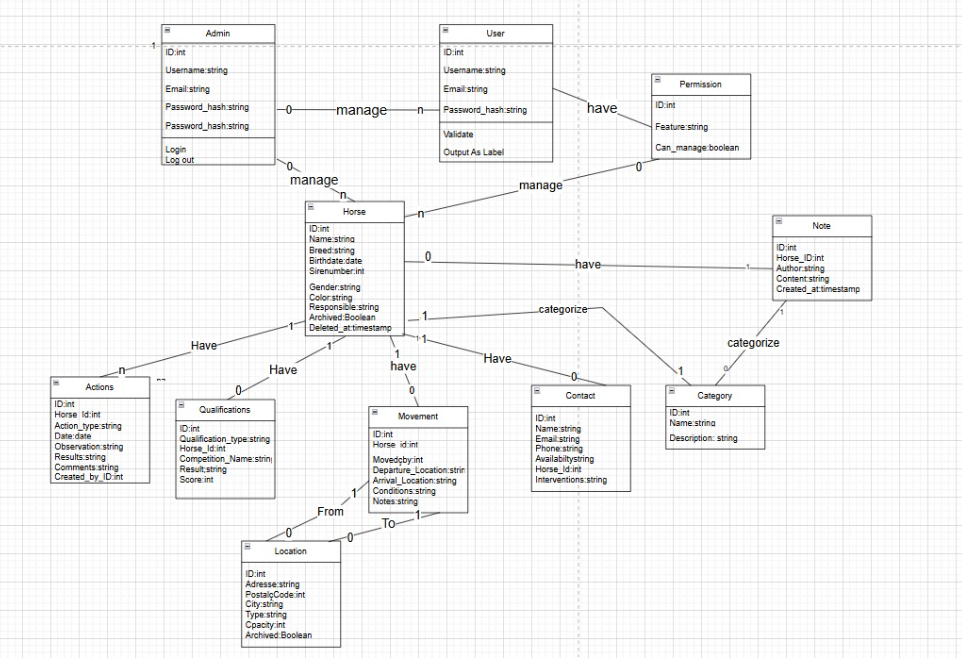 Admin
ID:int
Username:string
Email:string
Password_hash:string
Password_hash:string
Login
Log out
1
0
manage
n
User
ID:int
Username:string
Email:string
Password_hash:string
Validate
Output As Label
have
Permission
ID:int
Feature:string
Can_manage:boolean
0
manage
n
0
manage
n
Horse
ID:int
Name:string
Breed:string
Birthdate:date
Sirenumber:int
Gender:string
Color:string
Responsible:string
Archived:Boolean
Deleted_at:timestamp
0
have
1
Note
ID:int
Horse_ID:int
Author:string
Content:string
Created_at:timestamp
1
categorize
1
1
categorize
0
1
Have
n
1
Have
0
1
have
0
1
1
Have
0
Actions
ID:int
Horse_Id:int
Action_type:string
Date:date
Observation:string
Results:string
Comments:string
Created_by_ID:int
Qualifications
ID:int
Qualification_type:string
Horse_Id:int
Competition_Name:string
Result;string
Score:int
Movement
ID:int
Horse_id:int
Movedçby:int
Departure_Location:strin
Arrival_Location:string
Conditions:string
Notes:string
Contact
ID:int
Name:string
Email:string
Phone:string
Availabiltystring
Horse_Id:int
Interventions:string
Category
ID:int
Name:string
Description: string
1
From
0
1
To
0
Location
ID:int
Adresse:string
PostalçCode:int
City:string
Type:string
Cpacity:int
Archived:Boolean